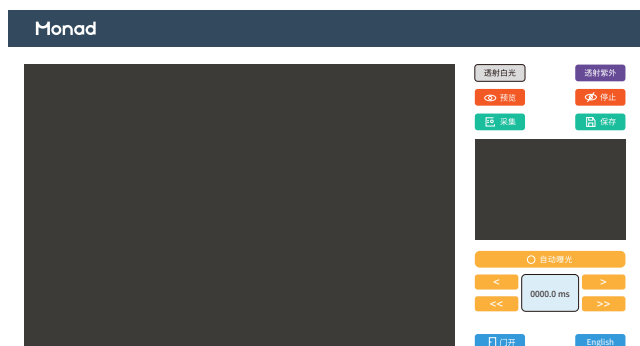 Monad
透射白光 透射紫外
预览 停止
采集 保存
自动曝光
< >
0000.0 ms
<< >>
门开 English